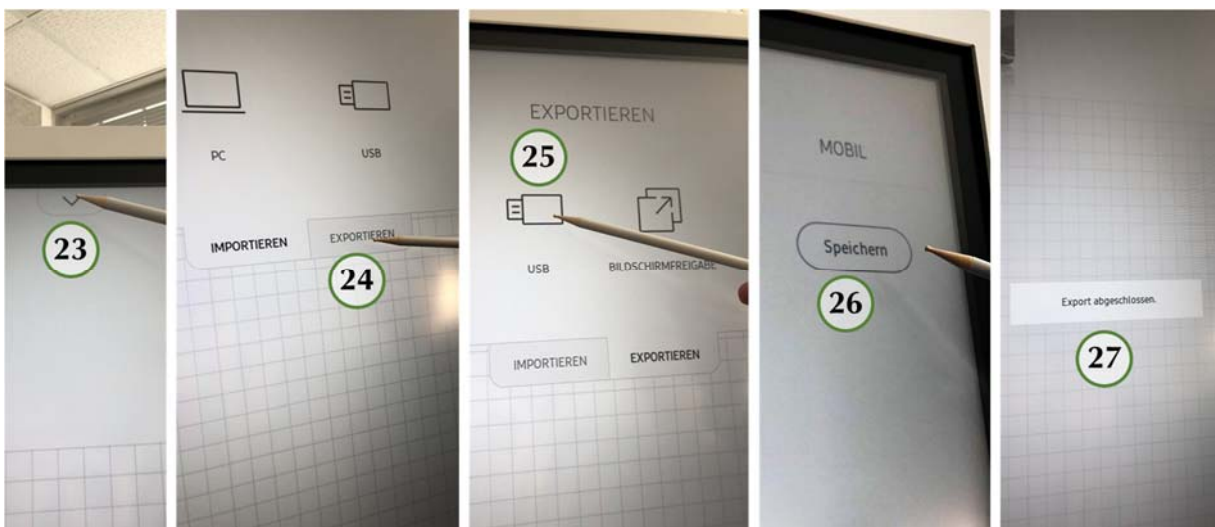 23
PC
USB
IMPORTIEREN
EXPORTIEREN
24
EXPORTIEREN
25
USB
BILDSCHIRMFREIGABE
IMPORTIEREN
EXPORTIEREN
MOBIL
Speichern
26
Export abgeschlossen.
27